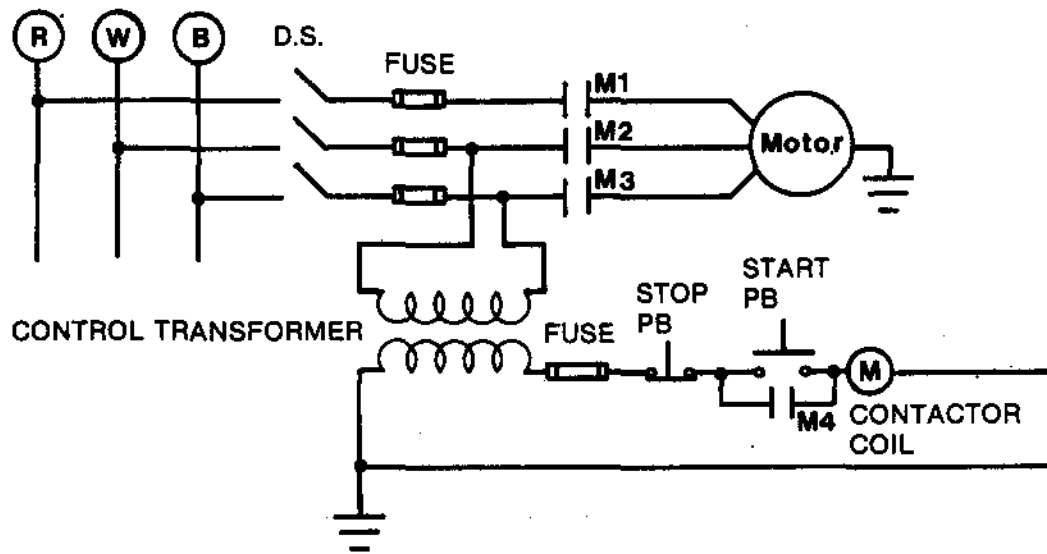 R W B D.S.
FUSE
M1
M2
Motor
M3
START
PB
STOP
PB
CONTROL TRANSFORMER
FUSE
M
M4
CONTACTOR
COIL